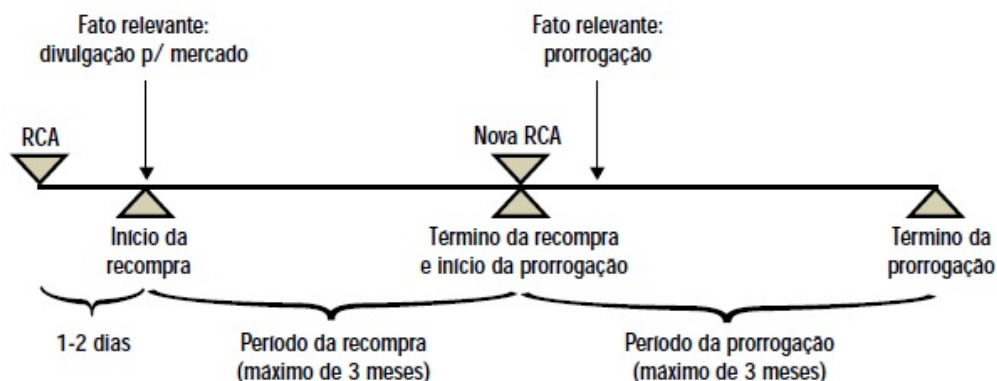 Fato relevante:
divulgação p/ mercado
Fato relevante:
prorrogação
RCA
Nova RCA
Início da
recompra
Término da recompra
e início da prorrogação
Término da
prorrogação
1-2 dias
Período da recompra
(máximo de 3 meses)
Período da prorrogação
(máximo de 3 meses)